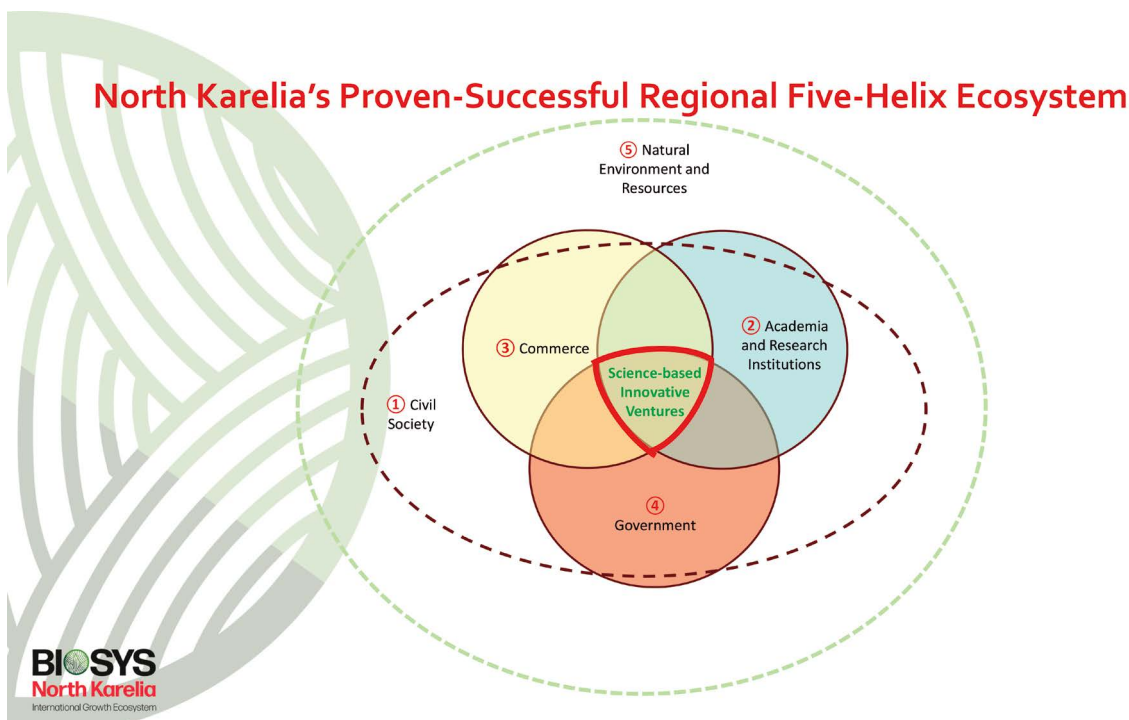 North Karelia's Proven-Successful Regional Five-Helix Ecosystem
⑤ Natural
Environment and
Resources
③ Commerce
② Academia
and Research
Institutions
Science-based
Innovative
Ventures
① Civil
Society
④
Government
BIOSYS
North Karelia
International Growth Ecosystem